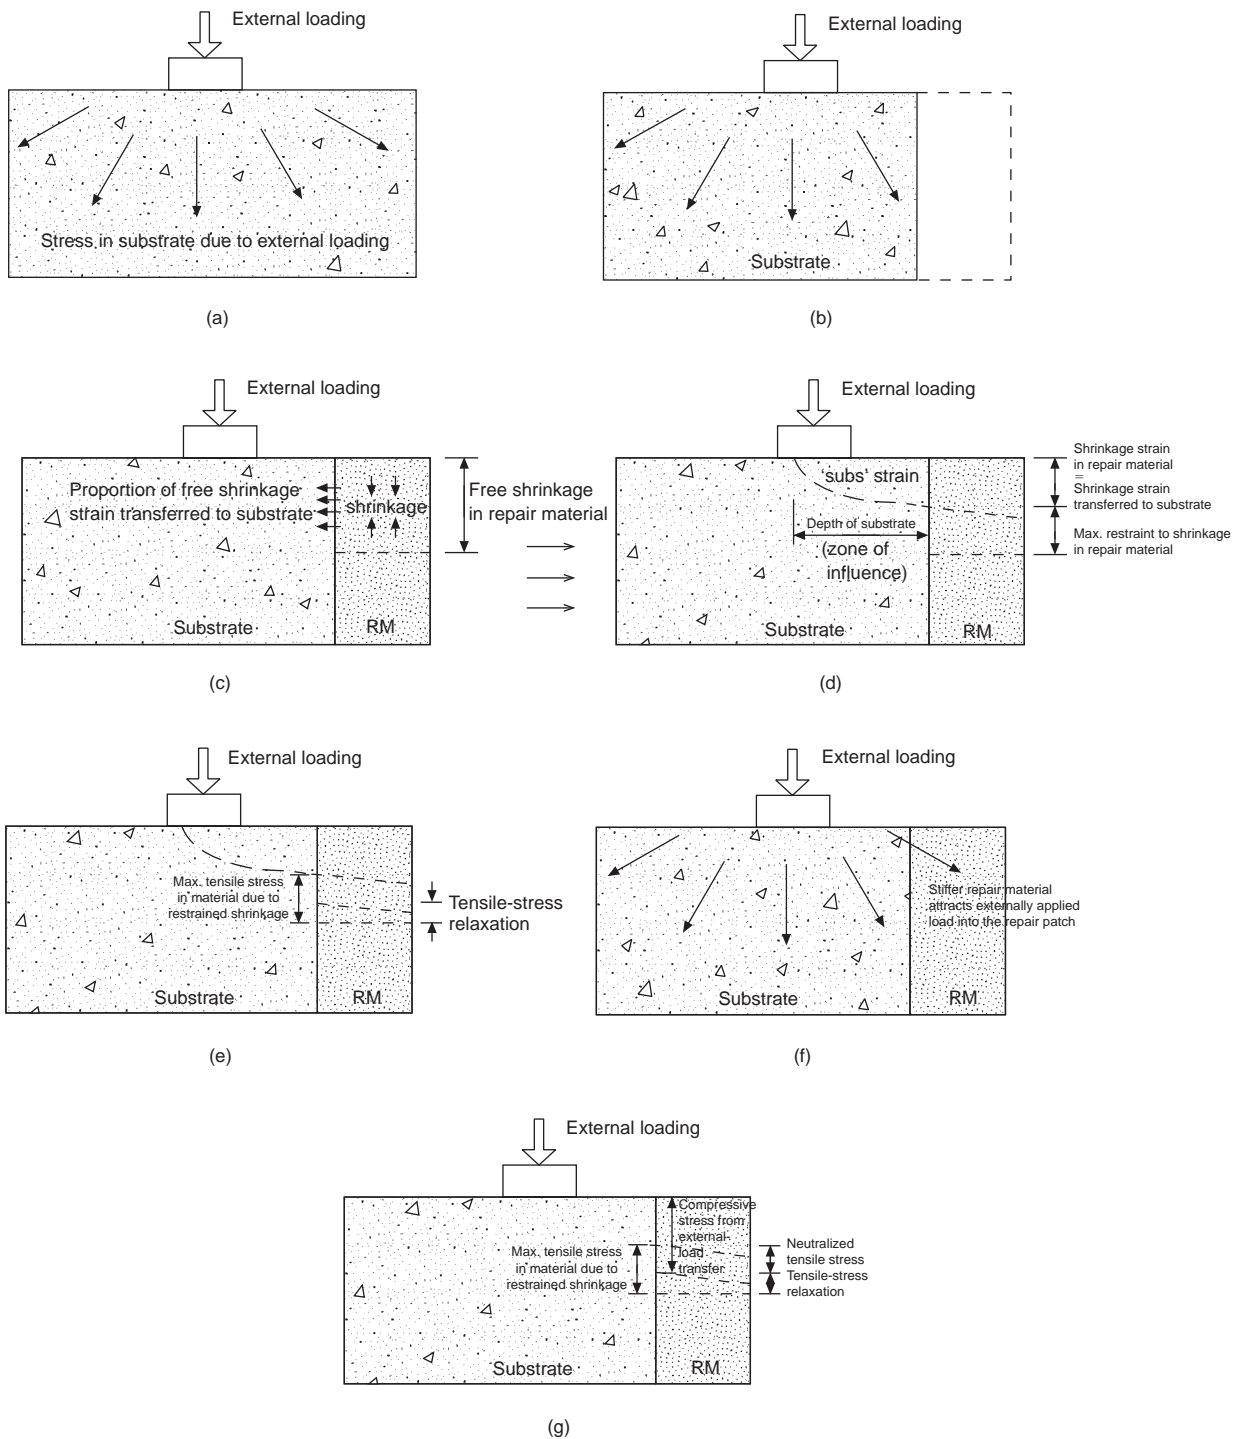 External loading
Stress in substrate due to external loading
(a)
External loading
Substrate
(b)
External loading
Proportion of free shrinkage
strain transferred to substrate
shrinkage
Free shrinkage
in repair material
Substrate
RM
(c)
External loading
'subs' strain
Depth of substrate
(zone of
influence)
Shrinkage strain
in repair material
=
Shrinkage strain
transferred to substrate
Max. restraint to shrinkage
in repair material
Substrate
RM
(d)
External loading
Max. tensile stress
in material due to
restrained shrinkage
Tensile-stress
relaxation
Substrate
RM
(e)
External loading
Stiffer repair material
attracts externally applied
load into the repair patch
Substrate
RM
(f)
External loading
Compressive
stress from
external-
load
transfer
Max. tensile stress
in material due to
restrained shrinkage
Neutralized
tensile stress
Tensile-stress
relaxation
Substrate
RM
(g)